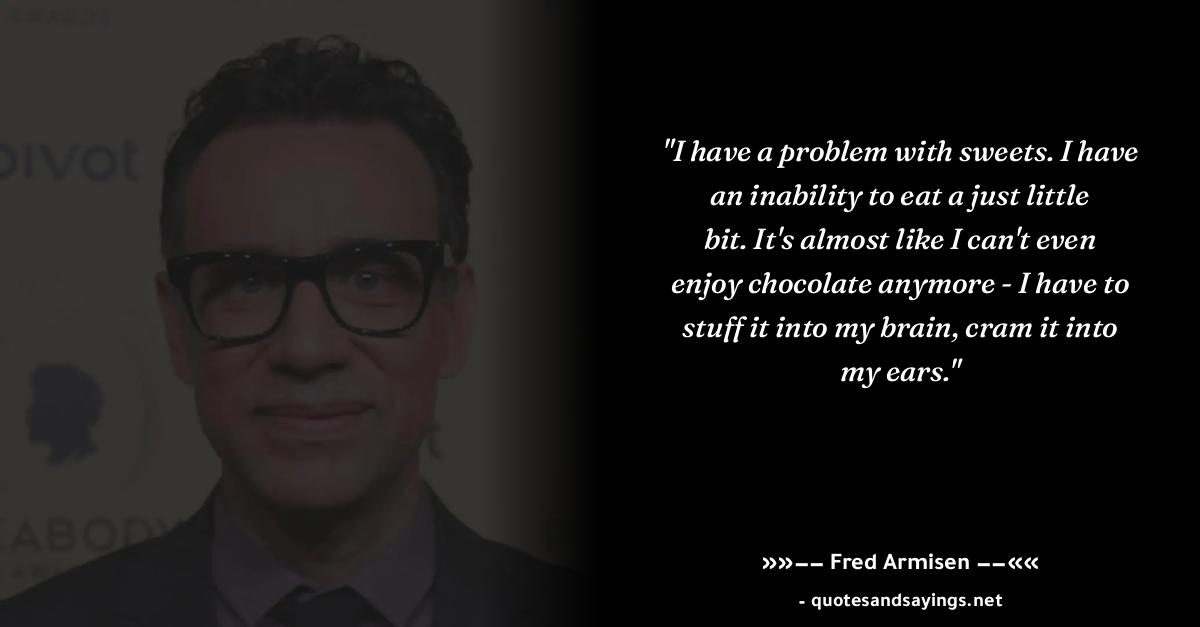 AWARDS
pivot
"I have a problem with sweets. I have
an inability to eat a just little
bit. It's almost like I can't even
enjoy chocolate anymore - I have to
stuff it into my brain, cram it into
my ears."
t
EABODY
AWA
»»−− Fred Armisen −−««
- quotesandsayings.net